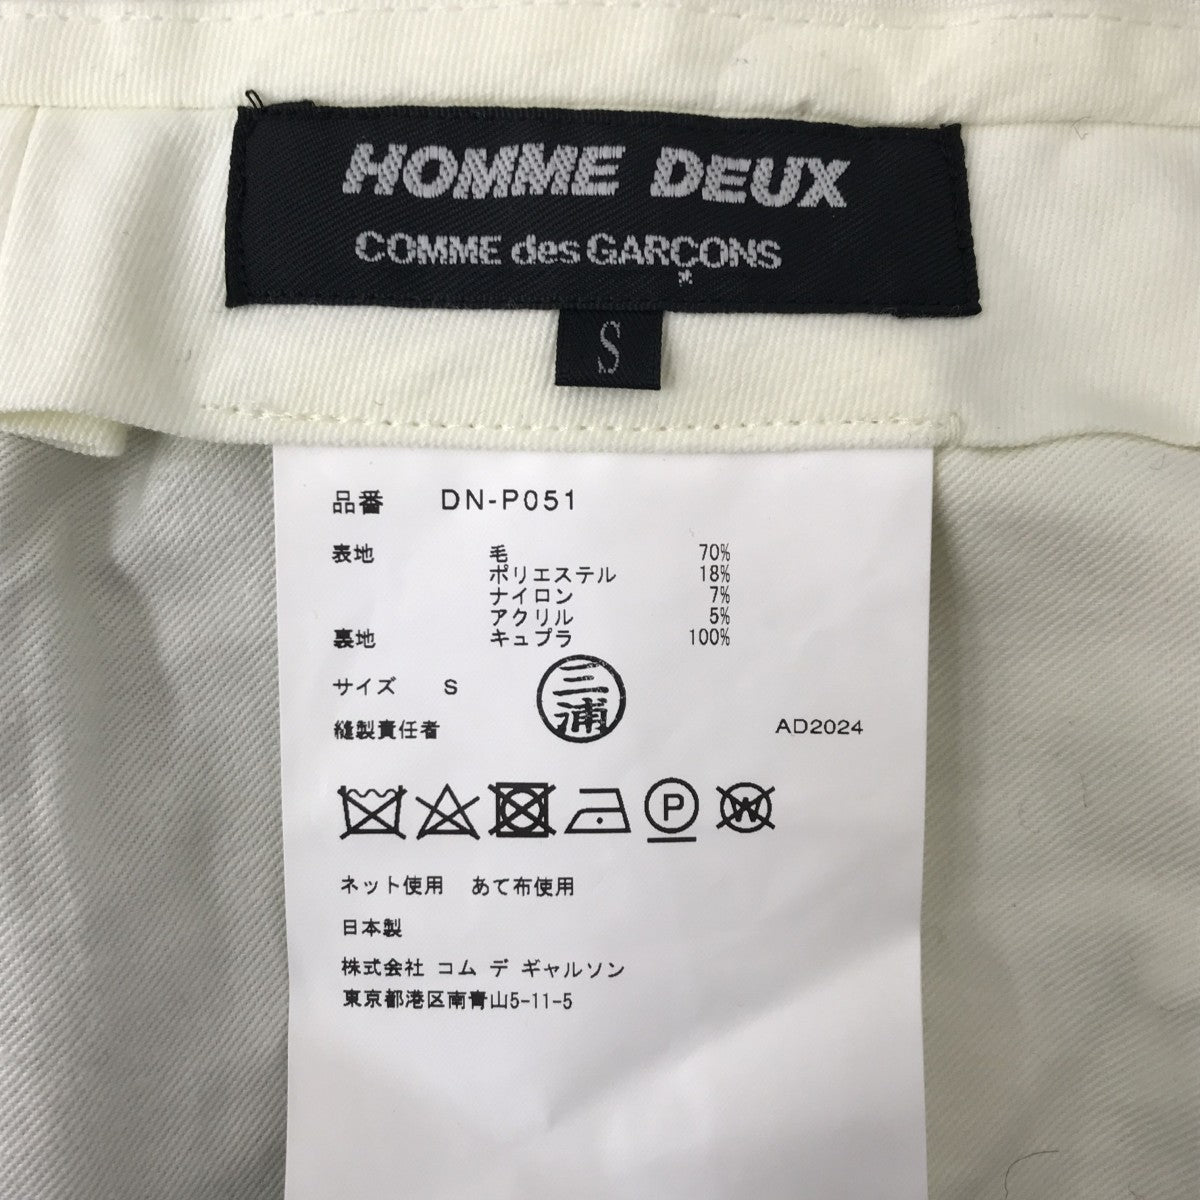 HOMME DEUX
COMME des GARÇONS
S
品番 DN-P051
表地 毛 70%
ポリエステル 18%
ナイロン 7%
アクリル 5%
裏地 キュプラ 100%
サイズ S
三浦
縫製責任者 AD2024
P W
ネット使用 あて布使用
日本製
株式会社 コム デ ギャルソン
東京都港区南青山5-11-5